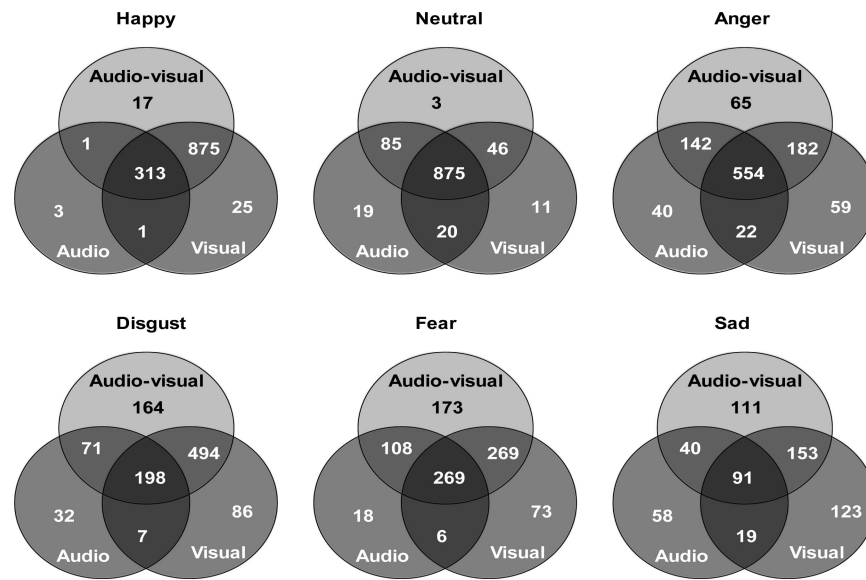 Happy Neutral Anger
Audio-visual Audio-visual Audio-visual
17 3 65
1 875 85 46 142 182
313 875 554
3 25 19 11 40 59
1 20 22
Audio Visual Audio Visual Audio Visual
Disgust Fear Sad
Audio-visual Audio-visual Audio-visual
164 173 111
71 494 108 269 40 153
198 269 91
32 86 18 73 58 123
7 6 19
Audio Visual Audio Visual Audio Visual